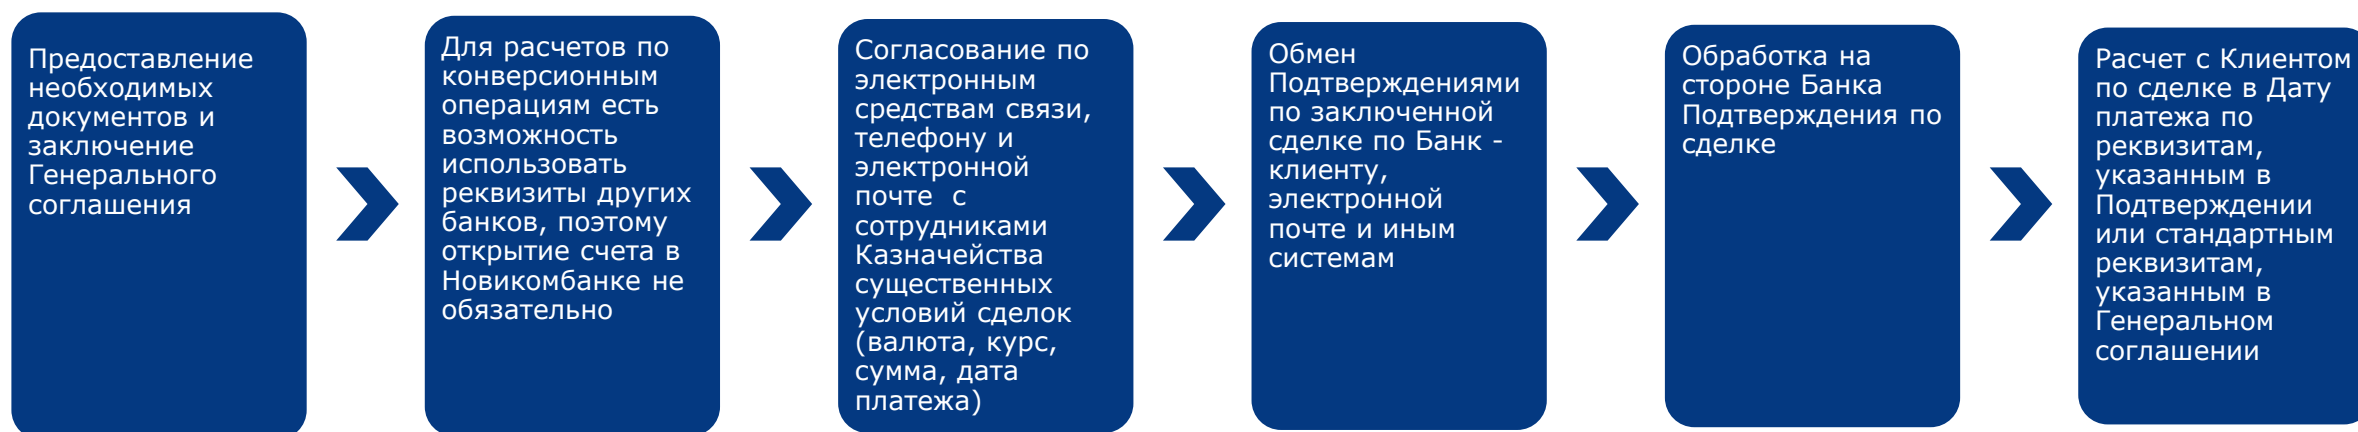 Предоставление
необходимых
документов и
заключение
Генерального
соглашения
Для расчетов по
конверсионным
операциям есть
возможность
использовать
реквизиты других
банков, поэтому
открытие счета в
Новикомбанке не
обязательно
Согласование по
электронным
средствам связи,
телефону и
электронной
почте  с
сотрудниками
Казначейства
существенных
условий сделок
(валюта, курс,
сумма, дата
платежа)
Обмен
Подтверждениями
по заключенной
сделке по Банк -
клиенту,
электронной
почте и иным
системам
Обработка на
стороне Банка
Подтверждения по
сделке
Расчет с Клиентом
по сделке в Дату
платежа по
реквизитам,
указанным в
Подтверждении
или стандартным
реквизитам,
указанным в
Генеральном
соглашении